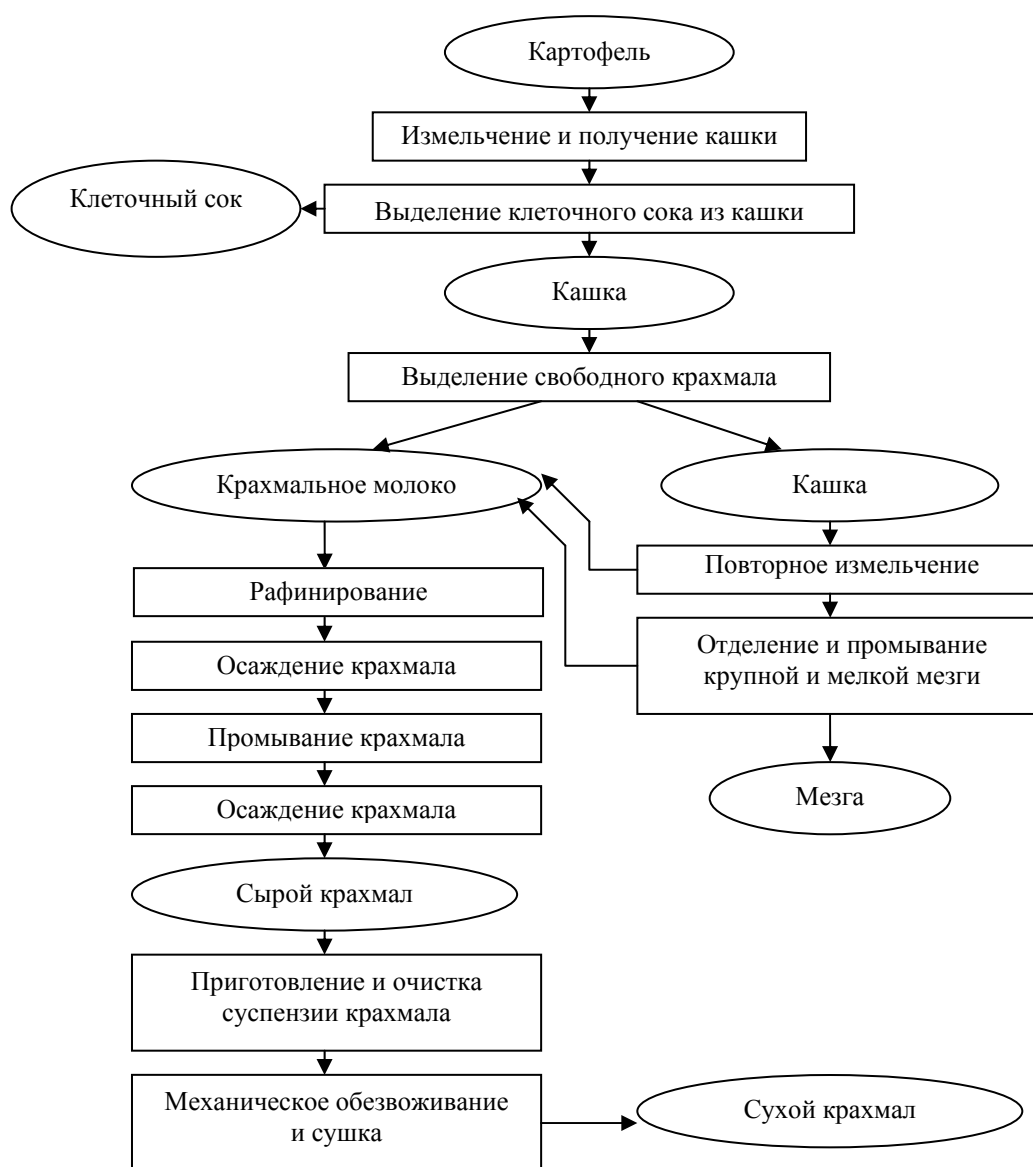 Картофель
Измельчение и получение кашки
Клеточный сок
Выделение клеточного сока из кашки
Кашка
Выделение свободного крахмала
Крахмальное молоко
Кашка
Повторное измельчение
Рафинирование
Отделение и промывание
крупной и мелкой мезги
Осаждение крахмала
Промывание крахмала
Мезга
Осаждение крахмала
Сырой крахмал
Приготовление и очистка
суспензии крахмала
Механическое обезвоживание
и сушка
Сухой крахмал